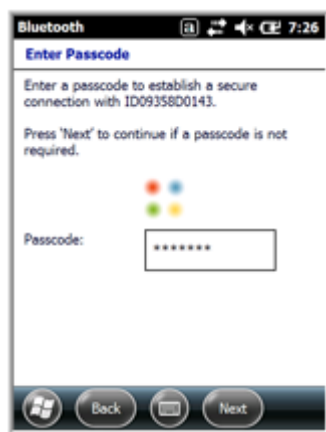 Bluetooth a 7:26
Enter Passcode
Enter a passcode to establish a secure
connection with ID09358D0143.
Press 'Next' to continue if a passcode is not
required.
Passcode: *******
Back Next